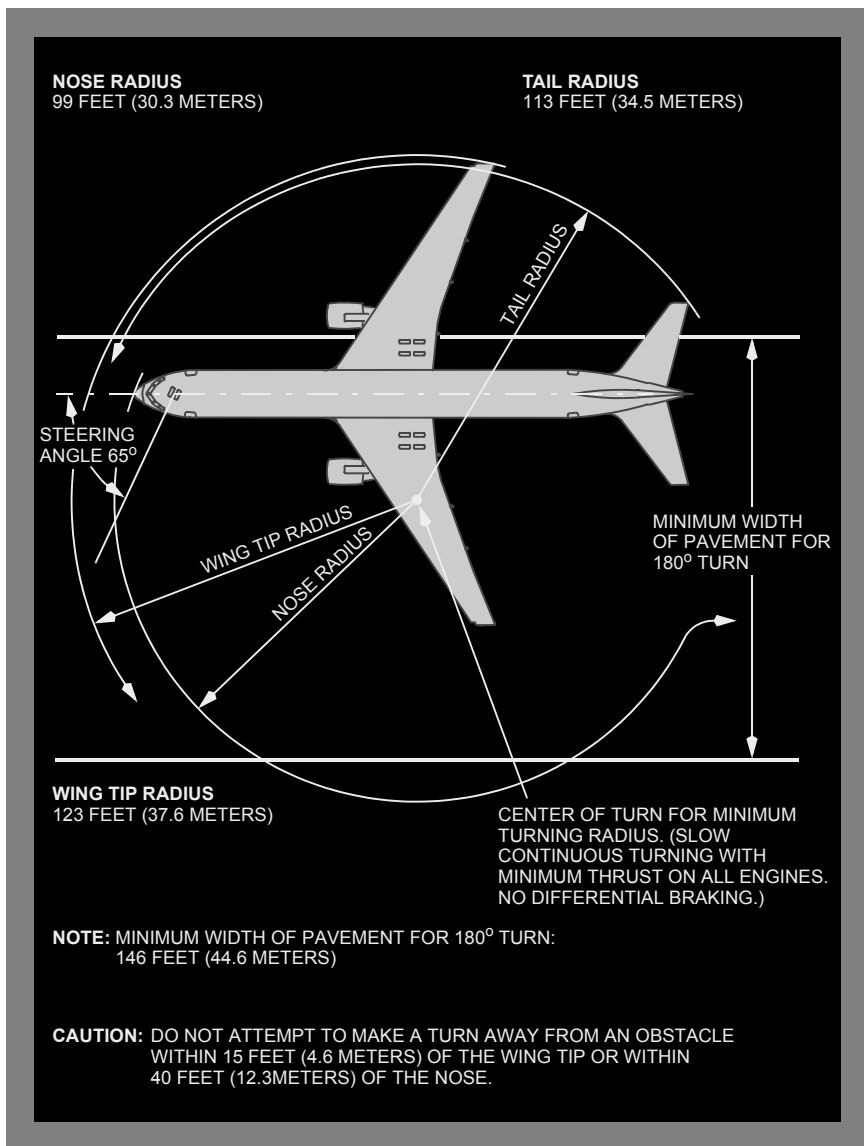 NOSE RADIUS
99 FEET (30.3 METERS)
TAIL RADIUS
113 FEET (34.5 METERS)
TAIL RADIUS
STEERING
ANGLE 65⁰
WING TIP RADIUS
NOSE RADIUS
MINIMUM WIDTH
OF PAVEMENT FOR
180⁰ TURN
WING TIP RADIUS
123 FEET (37.6 METERS)
CENTER OF TURN FOR MINIMUM
TURNING RADIUS. (SLOW
CONTINUOUS TURNING WITH
MINIMUM THRUST ON ALL ENGINES.
NO DIFFERENTIAL BRAKING.)
NOTE: MINIMUM WIDTH OF PAVEMENT FOR 180⁰ TURN:
146 FEET (44.6 METERS)
CAUTION: DO NOT ATTEMPT TO MAKE A TURN AWAY FROM AN OBSTACLE
WITHIN 15 FEET (4.6 METERS) OF THE WING TIP OR WITHIN
40 FEET (12.3METERS) OF THE NOSE.